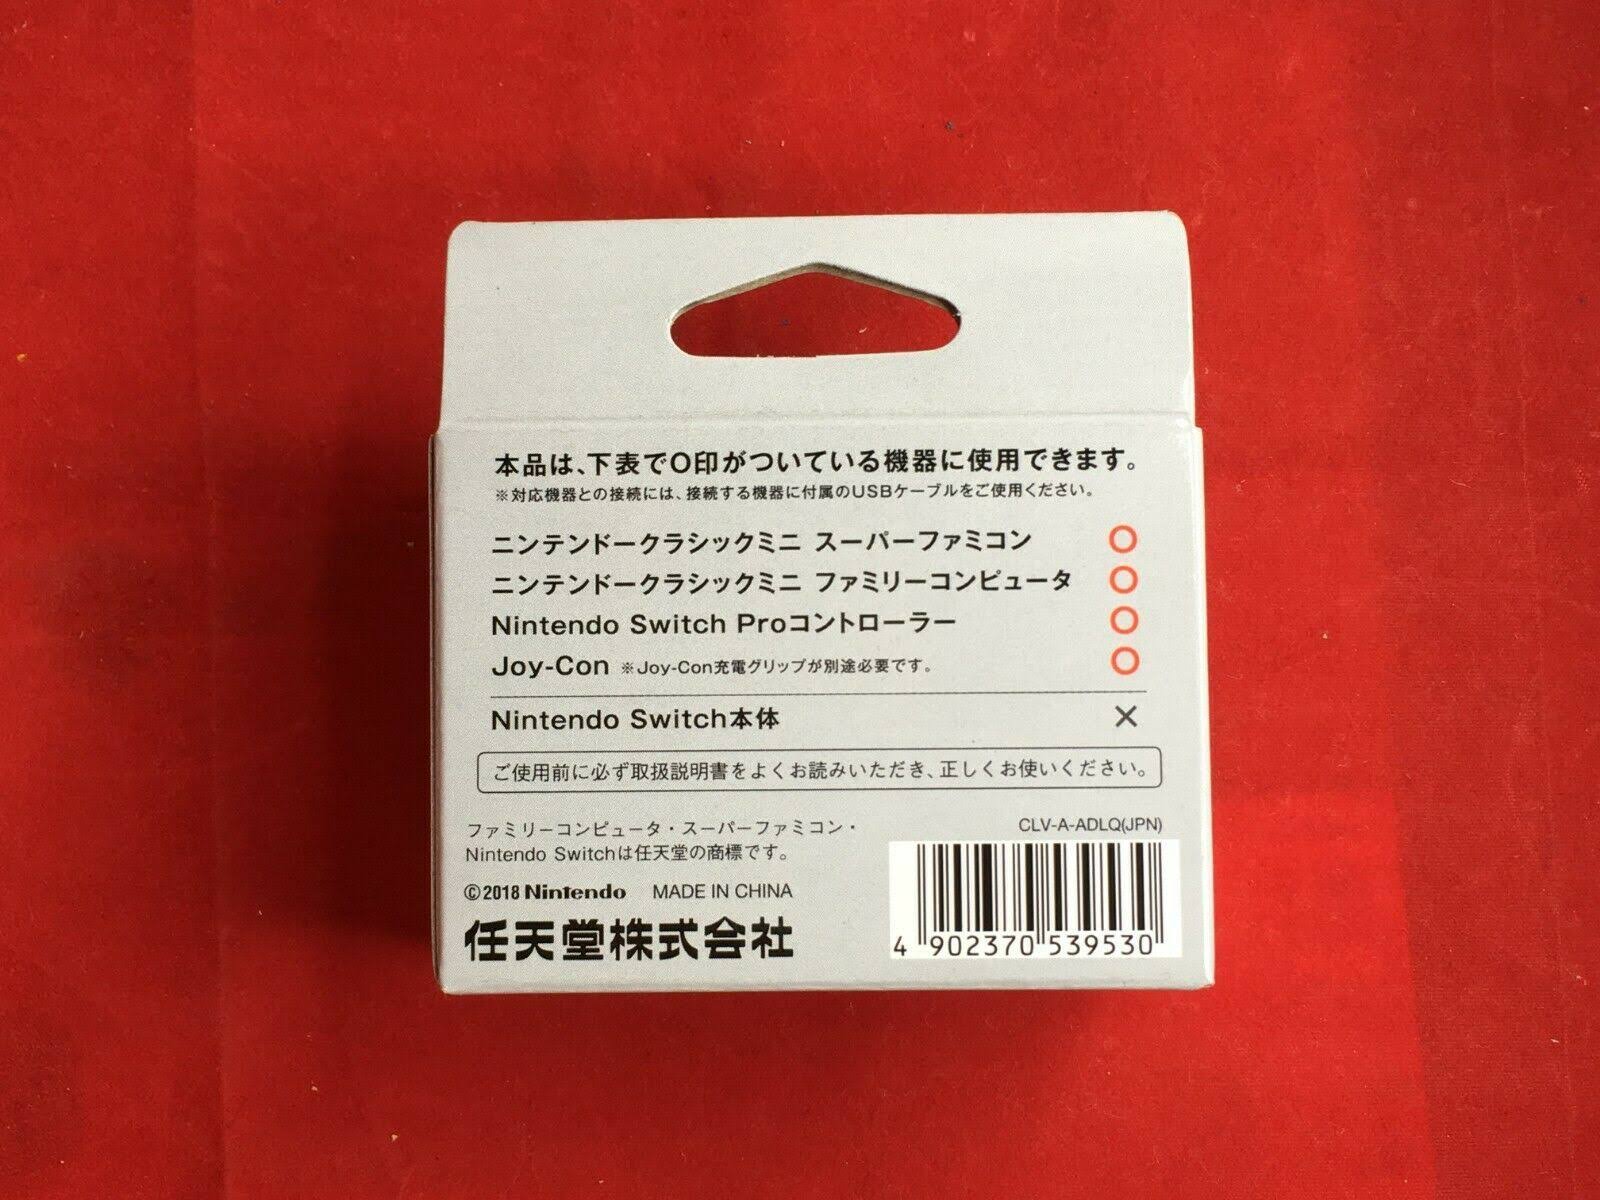 本品は、下表で○印がついている機器に使用できます。
※対応機器との接続には、接続する機器に付属のUSBケーブルをご使用ください。
ニンテンドークラシックミニ スーパーファミコン ○
ニンテンドークラシックミニ ファミリーコンピュータ ○
Nintendo Switch Proコントローラー ○
Joy-Con ※Joy-Con充電グリップが別途必要です。 ○
Nintendo Switch本体 ×
ご使用前に必ず取扱説明書をよくお読みいただき、正しくお使いください。
ファミリーコンピュータ・スーパーファミコン・
Nintendo Switchは任天堂の商標です。
©2018 Nintendo MADE IN CHINA
任天堂株式会社
CLV-A-ADLQ(JPN)
4 902370 539530